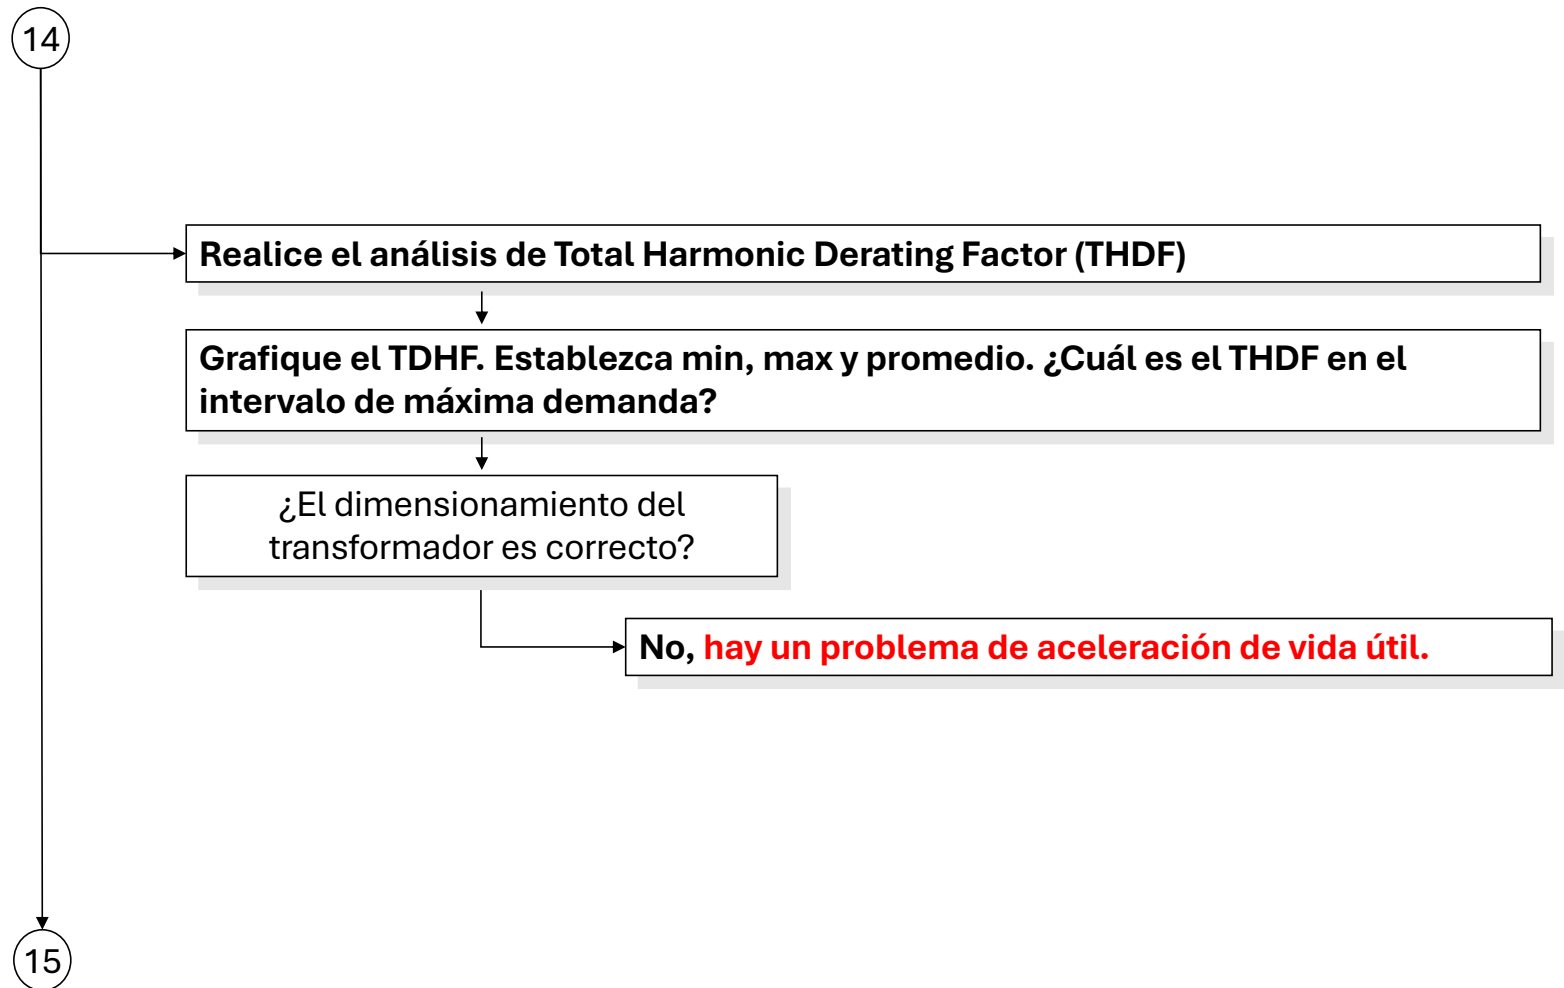 14
Realice el análisis de Total Harmonic Derating Factor (THDF)
Grafique el TDHF. Establezca min, max y promedio. ¿Cuál es el THDF en el
intervalo de máxima demanda?
¿El dimensionamiento del
transformador es correcto?
No, hay un problema de aceleración de vida útil.
15